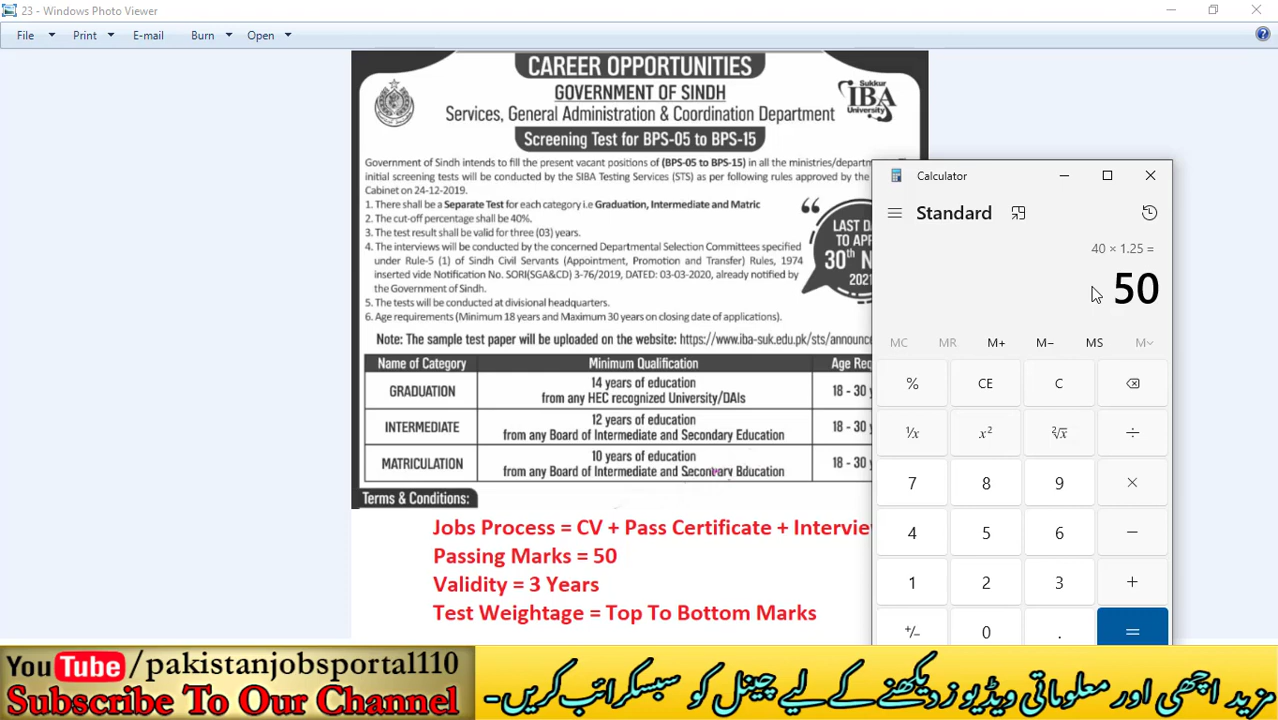 23 - Windows Photo Viewer
File Print E-mail Burn Open
CAREER OPPORTUNITIES
GOVERNMENT OF SINDH
Services, General Administration & Coordination Department
Screening Test for BPS-05 to BPS-15
Sukkur
IBA
University
Government of Sindh intends to fill the present vacant positions of (BPS-05 to BPS-15) in all the ministries/departm
initial screening tests will be conducted by the SIBA Testing Services (STS) as per following rules approved by the
Cabinet on 24-12-2019.
1. There shall be a Separate Test for each category i.e Graduation, Intermediate and Matric
2. The cut-off percentage shall be 40%.
3. The test result shall be valid for three (03) years.
4. The interviews will be conducted by the concerned Departmental Selection Committees specified
under Rule-5 (1) of Sindh Civil Servants (Appointment, Promotion and Transfer) Rules, 1974
inserted vide Notification No. SORI(SGA&CD) 3-76/2019, DATED: 03-03-2020, already notified by
the Government of Sindh.
5. The tests will be conducted at divisional headquarters.
6. Age requirements (Minimum 18 years and Maximum 30 years on closing date of applications).
LAST D
TO AP
30th N
2021
Note: The sample test paper will be uploaded on the website: https://www.iba-suk.edu.pk/sts/announc
Name of Category Minimum Qualification Age Req
GRADUATION 14 years of education
from any HEC recognized University/DAIs 18 - 30 y
INTERMEDIATE 12 years of education
from any Board of Intermediate and Secondary Education 18 - 30 y
MATRICULATION 10 years of education
from any Board of Intermediate and Secondary Education 18 - 30 y
Terms & Conditions:
Jobs Process = CV + Pass Certificate + Intervie
Passing Marks = 50
Validity = 3 Years
Test Weightage = Top To Bottom Marks
Calculator
Standard
40 × 1.25 =
50
MC MR M+ M− MS M
% CE C
¹/x x² ²√x ÷
7 8 9 ×
4 5 6 −
1 2 3 +
+/− 0 . =
YouTube/pakistanjobsportal110
Subscribe To Our Channel
مزید اچھی اور معلوماتی ویڈیوز دیکھنے کے لیے چینل کو سبسکرائب کریں۔